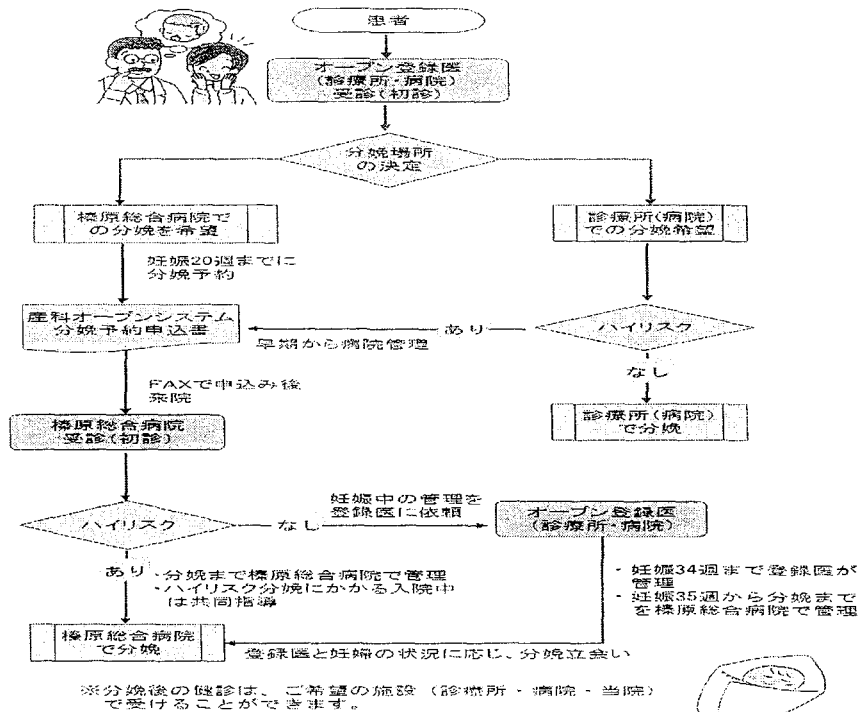 患者
オープン登録医
(診療所・病院)
受診(初診)
分娩場所
の決定
榛原総合病院で
の分娩を希望
診療所(病院)
での分娩希望
妊娠20週までに
分娩予約
産科オープンシステム
分娩予約申込書
あり
早期から病院管理
ハイリスク
なし
FAXで申込み後
来院
診療所(病院)
で分娩
榛原総合病院
受診(初診)
ハイリスク
なし
妊娠中の管理を
登録医に依頼
オープン登録医
(診療所・病院)
あり
・分娩まで榛原総合病院で管理
・ハイリスク分娩にかかる入院中
は共同指導
・妊娠34週まで登録医が
管理
・妊娠35週から分娩まで
を榛原総合病院で管理
榛原総合病院
で分娩
登録医と妊婦の状況に応じ、分娩立会い
※分娩後の健診は、ご希望の施設(診療所・病院・当院)
で受けることができます。